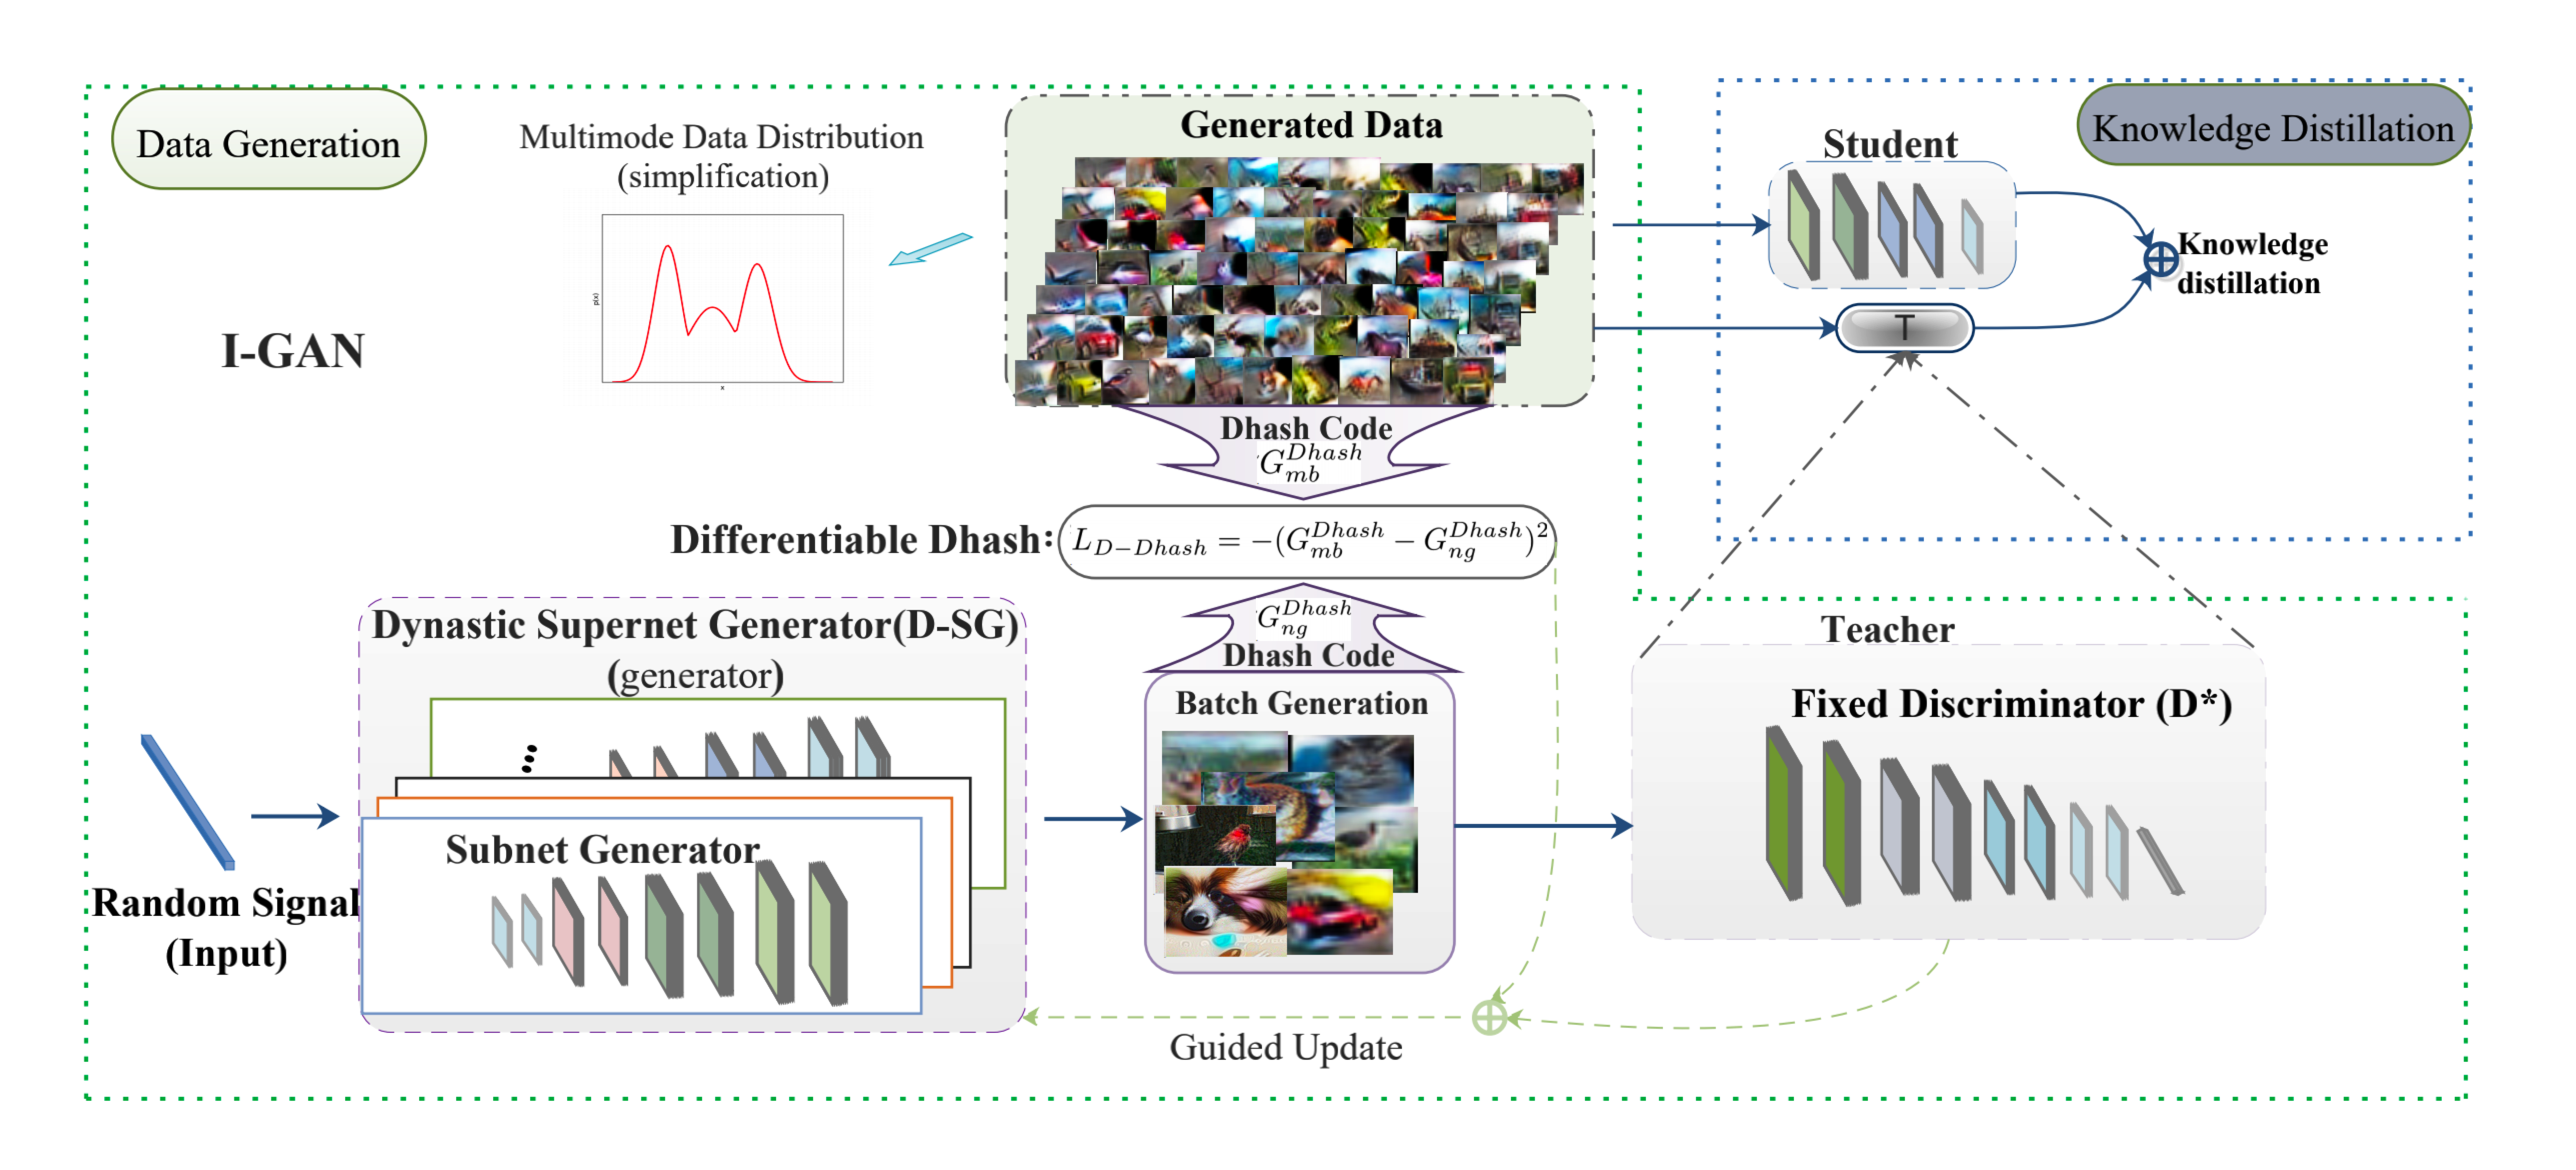 Data Generation
Multimode Data Distribution
(simplification)
p(x)
x
I-GAN
Generated Data
Student
Knowledge Distillation
Knowledge
distillation
T
Dhash Code
G_{mb}^{Dhash}
Differentiable Dhash:
L_{D-Dhash} = -(G_{mb}^{Dhash} - G_{ng}^{Dhash})^2
G_{ng}^{Dhash}
Dhash Code
Dynastic Supernet Generator(D-SG)
(generator)
Subnet Generator
Random Signal
(Input)
Batch Generation
Teacher
Fixed Discriminator (D*)
Guided Update